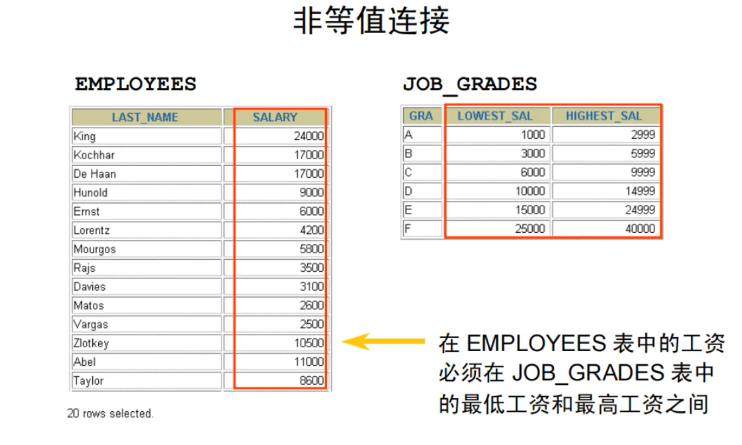 非等值连接
EMPLOYEES
LAST_NAME SALARY
King 24000
Kochhar 17000
De Haan 17000
Hunold 9000
Ernst 6000
Lorentz 4200
Mourgos 5800
Rajs 3500
Davies 3100
Matos 2600
Vargas 2500
Zlotkey 10500
Abel 11000
Taylor 8600
20 rows selected.
JOB_GRADES
GRA LOWEST_SAL HIGHEST_SAL
A 1000 2999
B 3000 5999
C 6000 9999
D 10000 14999
E 15000 24999
F 25000 40000
在 EMPLOYEES 表中的工资
必须在 JOB_GRADES 表中
的最低工资和最高工资之间